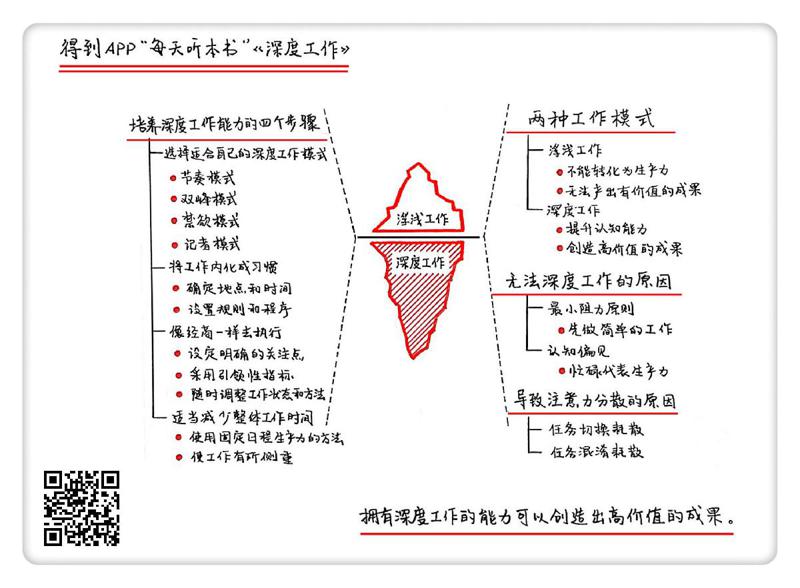 得到APP"每天听本书"《深度工作》
培养深度工作能力的四个步骤
选择适合自己的深度工作模式
节奏模式
双峰模式
禁欲模式
记者模式
将工作内化成习惯
确定地点和时间
设置规则和程序
像经商一样去执行
设定明确的关注点
采用引领性指标
随时调整工作状态和方法
适当减少整体工作时间
使用固定日程生产力的方法
使工作有所侧重
浮浅工作
深度工作
两种工作模式
浮浅工作
不能转化为生产力
无法产出有价值的成果
深度工作
提升认知能力
创造高价值的成果
无法深度工作的原因
最小阻力原则
先做简单的工作
认知偏见
忙碌代表生产力
导致注意力分散的原因
任务切换耗散
任务混淆耗散
拥有深度工作的能力可以创造出高价值的成果。